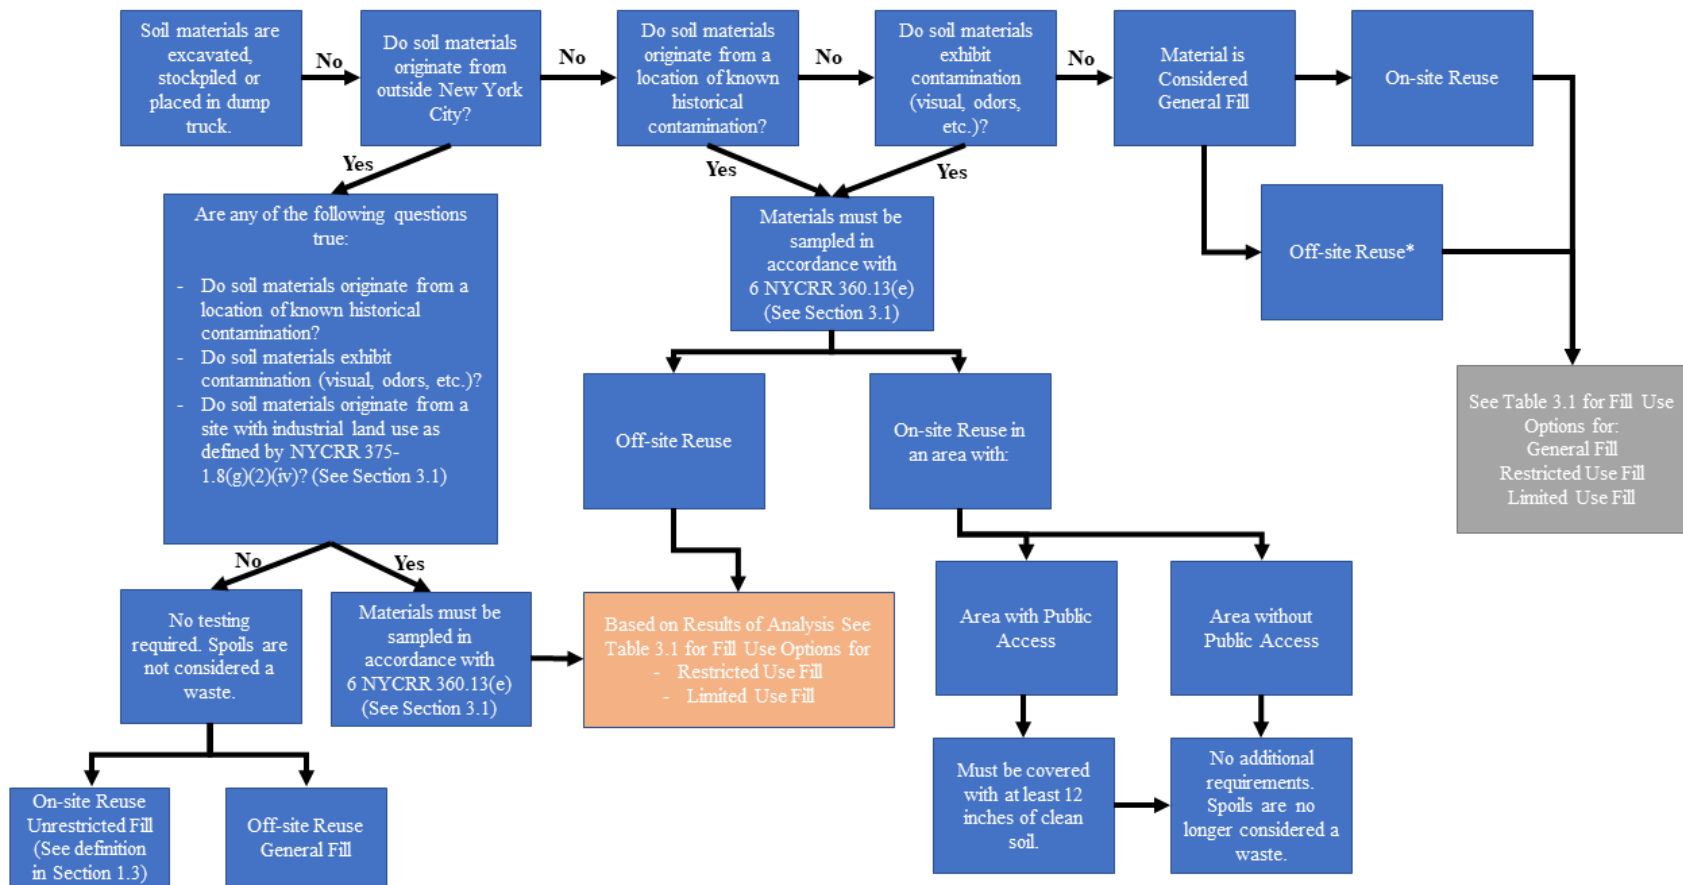 Soil materials are
excavated,
stockpiled or
placed in dump
truck.
No
Do soil materials
originate from
outside New York
City?
No
Do soil materials
originate from a
location of known
historical
contamination?
No
Do soil materials
exhibit
contamination
(visual, odors,
etc.)?
No
Material is
Considered
General Fill
On-site Reuse
Yes
Yes
Yes
Off-site Reuse*
Are any of the following questions
true:
- Do soil materials originate from a
location of known historical
contamination?
- Do soil materials exhibit
contamination (visual, odors, etc.)?
- Do soil materials originate from a
site with industrial land use as
defined by NYCRR 375-
1.8(g)(2)(iv)? (See Section 3.1)
Materials must be
sampled in
accordance with
6 NYCRR 360.13(e)
(See Section 3.1)
Off-site Reuse
On-site Reuse in
an area with:
See Table 3.1 for Fill Use
Options for:
General Fill
Restricted Use Fill
Limited Use Fill
No
Yes
No testing
required. Spoils are
not considered a
waste.
Materials must be
sampled in
accordance with
6 NYCRR 360.13(e)
(See Section 3.1)
Based on Results of Analysis See
Table 3.1 for Fill Use Options for
- Restricted Use Fill
- Limited Use Fill
Area with Public
Access
Area without
Public Access
On-site Reuse
Unrestricted Fill
(See definition
in Section 1.3)
Off-site Reuse
General Fill
Must be covered
with at least 12
inches of clean
soil.
No additional
requirements.
Spoils are no
longer considered a
waste.